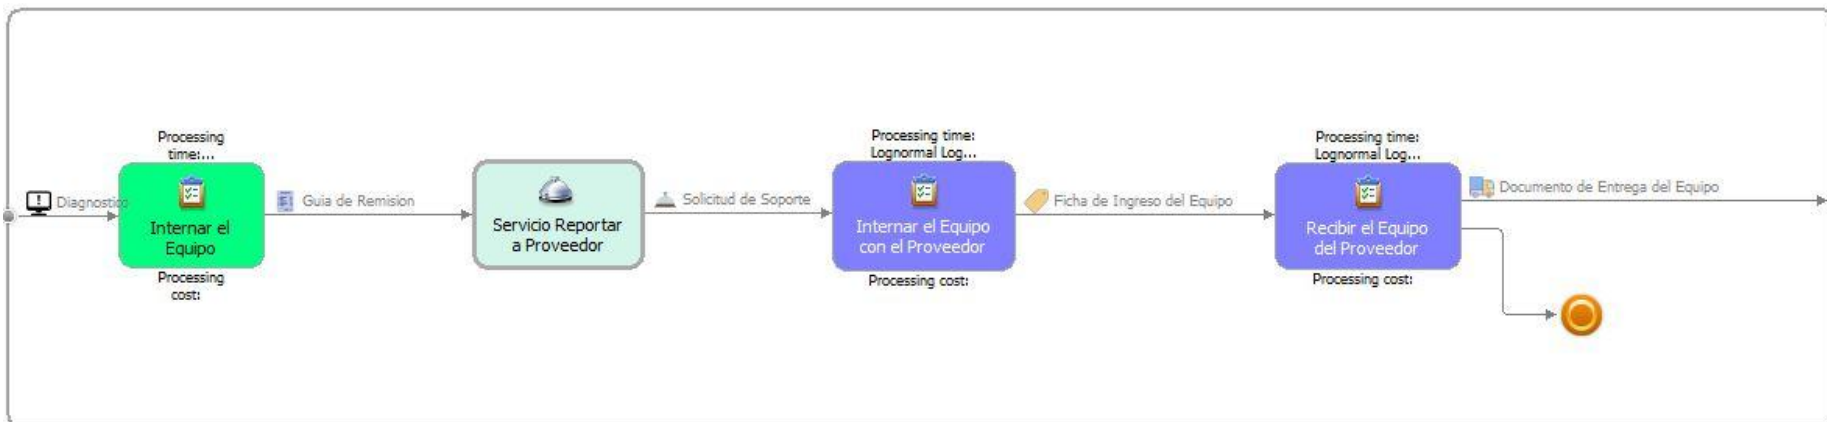 Processing
time:...
Diagnostico
Internar el
Equipo
Processing
cost:
Guia de Remision
Servicio Reportar
a Proveedor
Solicitud de Soporte
Processing time:
Lognormal Log...
Internar el Equipo
con el Proveedor
Processing cost:
Ficha de Ingreso del Equipo
Processing time:
Lognormal Log...
Recibir el Equipo
del Proveedor
Processing cost:
Documento de Entrega del Equipo